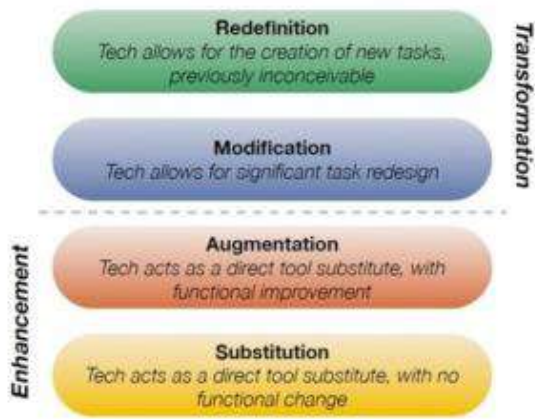 Redefinition
Tech allows for the creation of new tasks,
previously inconceivable
Transformation
Modification
Tech allows for significant task redesign
Enhancement
Augmentation
Tech acts as a direct tool substitute, with
functional improvement
Substitution
Tech acts as a direct tool substitute, with no
functional change